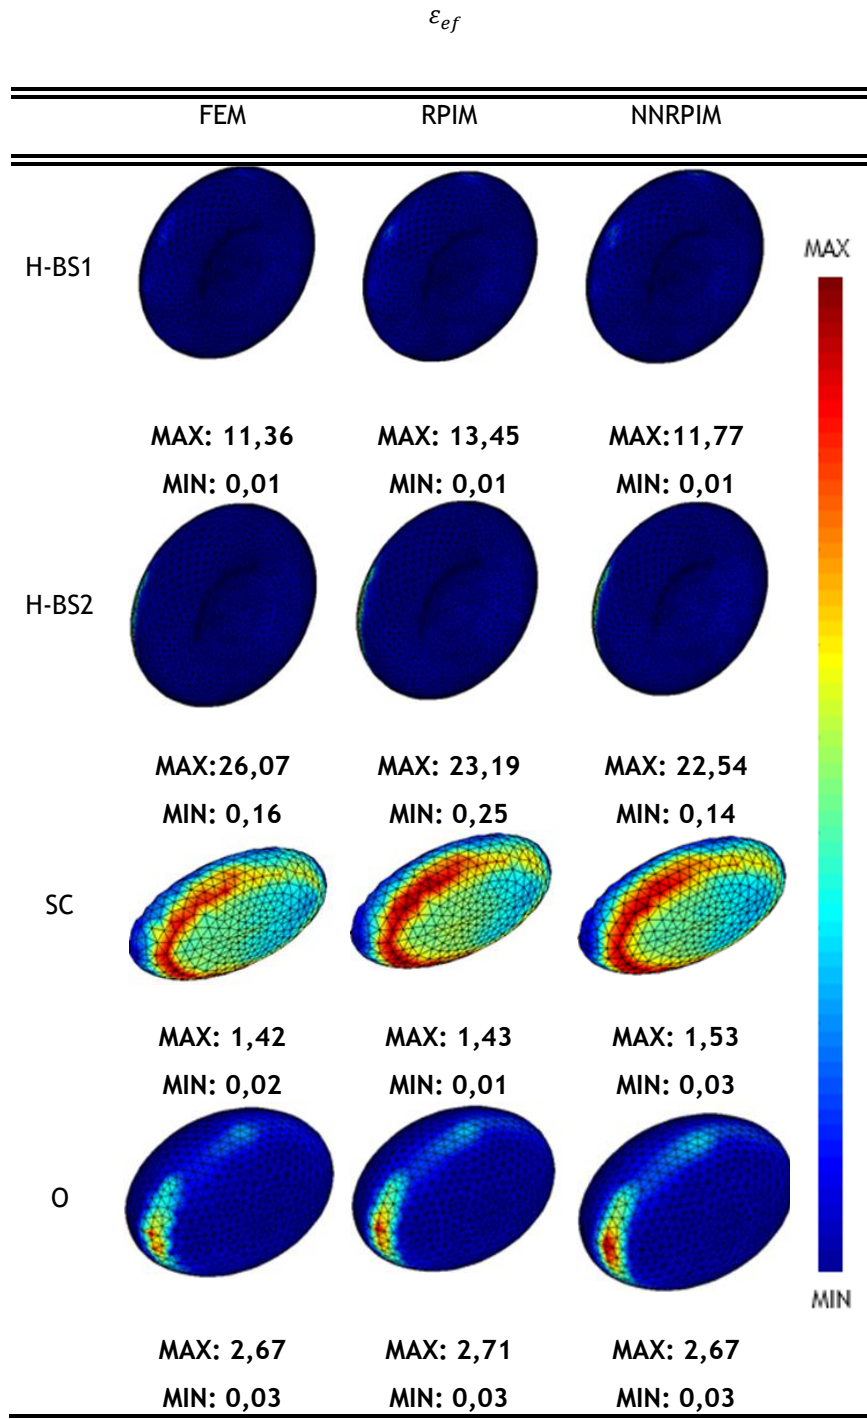 ε_ef
FEM RPIM NNRPIM
MAX
H-BS1
MAX: 11,36 MAX: 13,45 MAX:11,77
MIN: 0,01 MIN: 0,01 MIN: 0,01
H-BS2
MAX:26,07 MAX: 23,19 MAX: 22,54
MIN: 0,16 MIN: 0,25 MIN: 0,14
SC
MAX: 1,42 MAX: 1,43 MAX: 1,53
MIN: 0,02 MIN: 0,01 MIN: 0,03
O
MIN
MAX: 2,67 MAX: 2,71 MAX: 2,67
MIN: 0,03 MIN: 0,03 MIN: 0,03